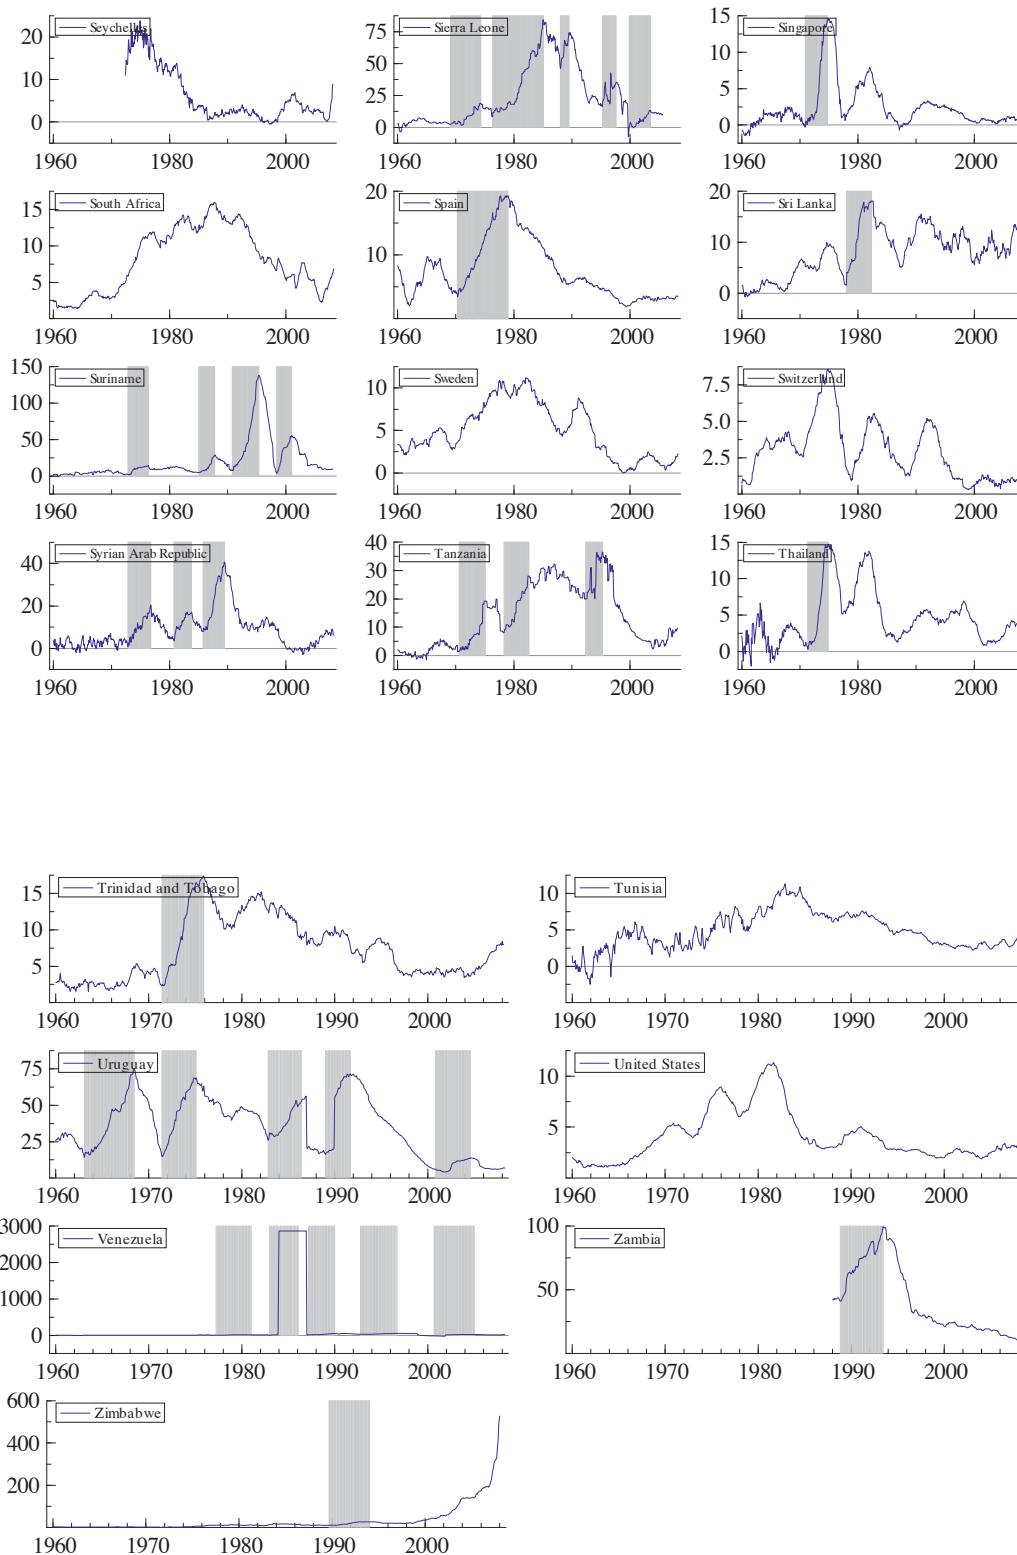 Seychelles
20
10
0
1960 1980 2000
Sierra Leone
75
50
25
0
1960 1980 2000
Singapore
15
10
5
0
1960 1980 2000
South Africa
15
10
5
1960 1980 2000
Spain
20
10
1960 1980 2000
Sri Lanka
20
10
0
1960 1980 2000
Suriname
150
100
50
0
1960 1980 2000
Sweden
10
5
0
1960 1980 2000
Switzerland
7.5
5.0
2.5
1960 1980 2000
Syrian Arab Republic
40
20
0
1960 1980 2000
Tanzania
40
30
20
10
0
1960 1980 2000
Thailand
15
10
5
0
1960 1980 2000
Trinidad and Tobago
15
10
5
1960 1970 1980 1990 2000
Tunisia
10
5
0
1960 1970 1980 1990 2000
Uruguay
75
50
25
1960 1970 1980 1990 2000
United States
10
5
1960 1970 1980 1990 2000
Venezuela
3000
2000
1000
0
1960 1970 1980 1990 2000
Zambia
100
50
1960 1970 1980 1990 2000
Zimbabwe
600
400
200
1960 1970 1980 1990 2000